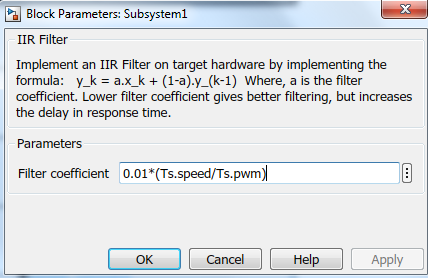 Block Parameters: Subsystem1
IIR Filter
Implement an IIR Filter on target hardware by implementing the
formula:   y_k = a.x_k + (1-a).y_(k-1)  Where, a is the filter
coefficient. Lower filter coefficient gives better filtering, but increases
the delay in response time.
Parameters
Filter coefficient 0.01*(Ts.speed/Ts.pwm)
OK Cancel Help Apply